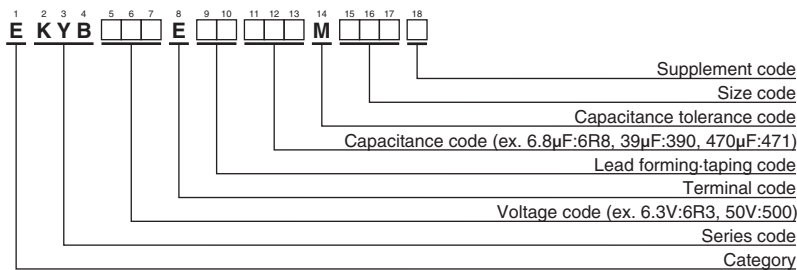 1 2 3 4 5 6 7 8 9 10 11 12 13 14 15 16 17 18
E K Y B E M
Supplement code
Size code
Capacitance tolerance code
Capacitance code (ex. 6.8µF:6R8, 39µF:390, 470µF:471)
Lead forming·taping code
Terminal code
Voltage code (ex. 6.3V:6R3, 50V:500)
Series code
Category